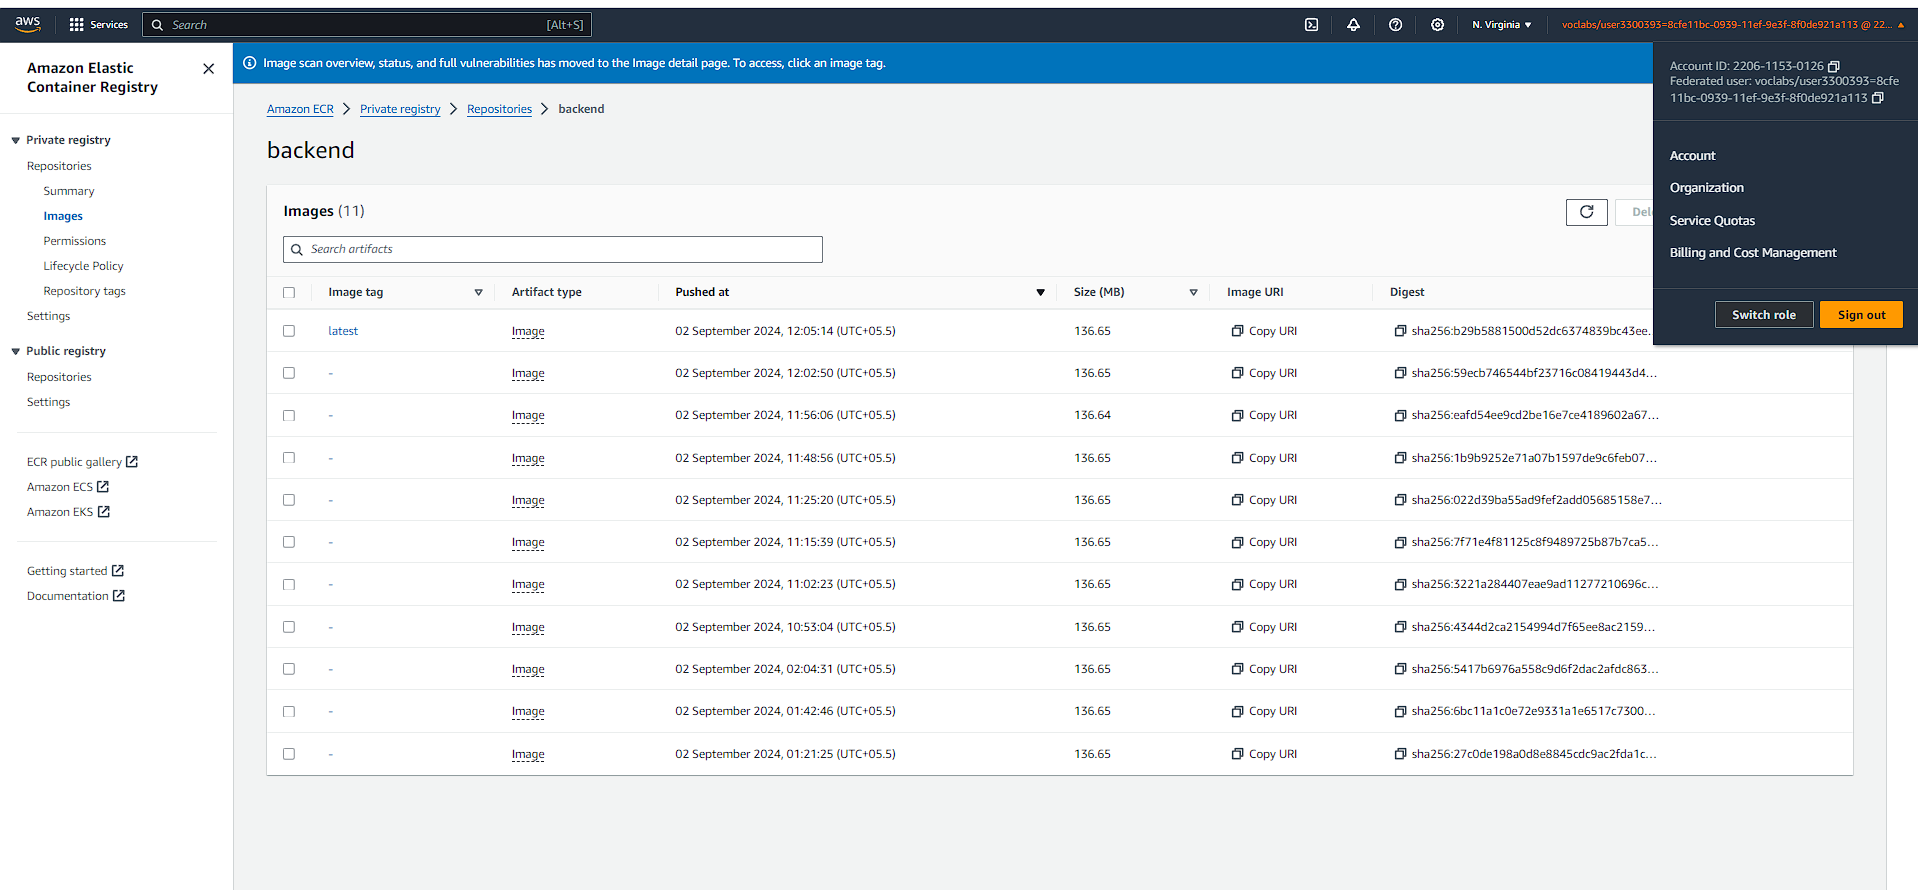 aws
Services
Search
[Alt+S]
N. Virginia
voclabs/user3300393=8cfe11bc-0939-11ef-9e3f-8f0de921a113 @ 22...
Amazon Elastic
Container Registry
Private registry
Repositories
Summary
Images
Permissions
Lifecycle Policy
Repository tags
Settings
Public registry
Repositories
Settings
ECR public gallery
Amazon ECS
Amazon EKS
Getting started
Documentation
Image scan overview, status, and full vulnerabilities has moved to the Image detail page. To access, click an image tag.
Amazon ECR > Private registry > Repositories > backend
backend
Images (11)
Del
Search artifacts
Image tag Artifact type Pushed at Size (MB) Image URI Digest
latest Image 02 September 2024, 12:05:14 (UTC+05.5) 136.65 Copy URI sha256:b29b5881500d52dc6374839bc43ee...
- Image 02 September 2024, 12:02:50 (UTC+05.5) 136.65 Copy URI sha256:59ecb746544bf23716c08419443d4...
- Image 02 September 2024, 11:56:06 (UTC+05.5) 136.64 Copy URI sha256:eafd54ee9cd2be16e7ce4189602a67...
- Image 02 September 2024, 11:48:56 (UTC+05.5) 136.65 Copy URI sha256:1b9b9252e71a07b1597de9c6feb07...
- Image 02 September 2024, 11:25:20 (UTC+05.5) 136.65 Copy URI sha256:022d39ba55ad9fef2add05685158e7...
- Image 02 September 2024, 11:15:39 (UTC+05.5) 136.65 Copy URI sha256:7f71e4f81125c8f9489725b87b7ca5...
- Image 02 September 2024, 11:02:23 (UTC+05.5) 136.65 Copy URI sha256:3221a284407eae9ad11277210696c...
- Image 02 September 2024, 10:53:04 (UTC+05.5) 136.65 Copy URI sha256:4344d2ca2154994d7f65ee8ac2159...
- Image 02 September 2024, 02:04:31 (UTC+05.5) 136.65 Copy URI sha256:5417b6976a558c9d6f2dac2afdc863...
- Image 02 September 2024, 01:42:46 (UTC+05.5) 136.65 Copy URI sha256:6bc11a1c0e72e9331a1e6517c7300...
- Image 02 September 2024, 01:21:25 (UTC+05.5) 136.65 Copy URI sha256:27c0de198a0d8e8845cdc9ac2fda1c...
Account ID: 2206-1153-0126
Federated user: voclabs/user3300393=8cfe
11bc-0939-11ef-9e3f-8f0de921a113
Account
Organization
Service Quotas
Billing and Cost Management
Switch role
Sign out